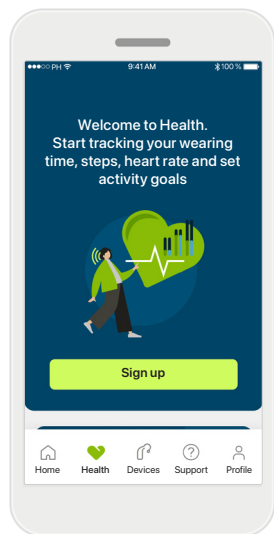 PH 9:41 AM 100 %
Welcome to Health.
Start tracking your wearing
time, steps, heart rate and set
activity goals
Sign up
Home Health Devices Support Profile